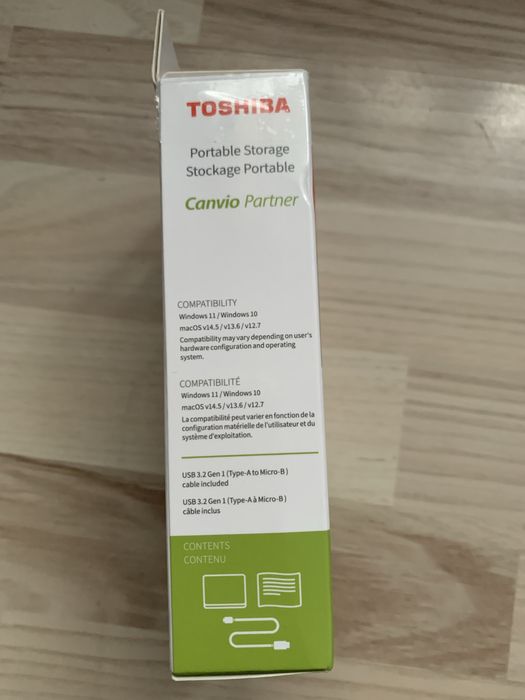 TOSHIBA
Portable Storage
Stockage Portable
Canvio Partner
COMPATIBILITY
Windows 11 / Windows 10
macOS v14.5 / v13.6 / v12.7
Compatibility may vary depending on user's
hardware configuration and operating
system.
COMPATIBILITÉ
Windows 11 / Windows 10
macOS v14.5 / v13.6 / v12.7
La compatibilité peut varier en fonction de la
configuration matérielle de l'utilisateur et du
système d'exploitation.
USB 3.2 Gen 1 (Type-A to Micro-B)
cable included
USB 3.2 Gen 1 (Type-A à Micro-B)
câble inclus
CONTENTS
CONTENU